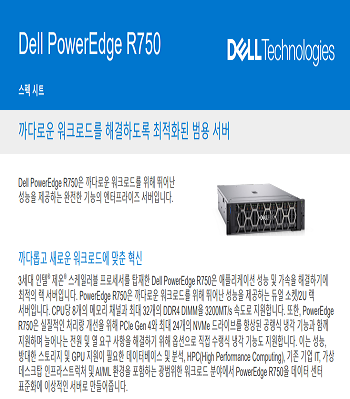 Dell PowerEdge R750
DELLTechnologies
스펙 시트
까다로운 워크로드를 해결하도록 최적화된 범용 서버
Dell PowerEdge R750은 까다로운 워크로드를 위해 뛰어난
성능을 제공하는 완전한 기능의 엔터프라이즈 서버입니다.
까다롭고 새로운 워크로드에 맞춘 혁신
3세대 인텔® 제온® 스케일러블 프로세서를 탑재한 Dell PowerEdge R750은 애플리케이션 성능 및 가속을 해결하기에
최적의 랙 서버입니다. PowerEdge R750은 까다로운 워크로드를 위해 뛰어난 성능을 제공하는 듀얼 소켓/2U 랙
서버입니다. CPU당 8개의 메모리 채널과 최대 32개의 DDR4 DIMM을 3200MT/s 속도로 지원합니다. 또한, PowerEdge
R750은 실질적인 처리량 개선을 위해 PCIe Gen 4와 최대 24개의 NVMe 드라이브를 향상된 공랭식 냉각 기능과 함께
지원하며 늘어나는 전원 및 열 요구 사항을 해결하기 위해 옵션으로 직접 수랭식 냉각 기능도 지원합니다. 이는 성능,
방대한 스토리지 및 GPU 지원이 필요한 데이터베이스 및 분석, HPC(High Performance Computing), 기존 기업 IT, 가상
데스크탑 인프라스트럭처 및 AI/ML 환경을 포함하는 광범위한 워크로드 분야에서 PowerEdge R750을 데이터 센터
표준화에 이상적인 서버로 만들어줍니다.